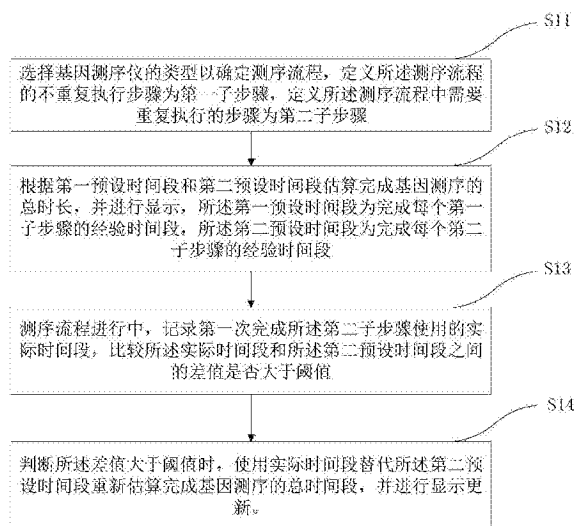 S11
选择基因测序仪的类型以确定测序流程，定义所述测序流程
的不重复执行步骤为第一子步骤，定义所述测序流程中需要
重复执行的步骤为第二子步骤
S12
根据第一预设时间段和第二预设时间段估算完成基因测序的
总时长，并进行显示，所述第一预设时间段为完成每个第一
子步骤的经验时间段，所述第二预设时间段为完成每个第二
子步骤的经验时间段
S13
测序流程进行中，记录第一次完成所述第二子步骤使用的实
际时间段，比较所述实际时间段和所述第二预设时间段之间
的差值是否大于阈值
S14
判断所述差值大于阈值时，使用实际时间段替代所述第二预
设时间段重新估算完成基因测序的总时间段，并进行显示更
新。